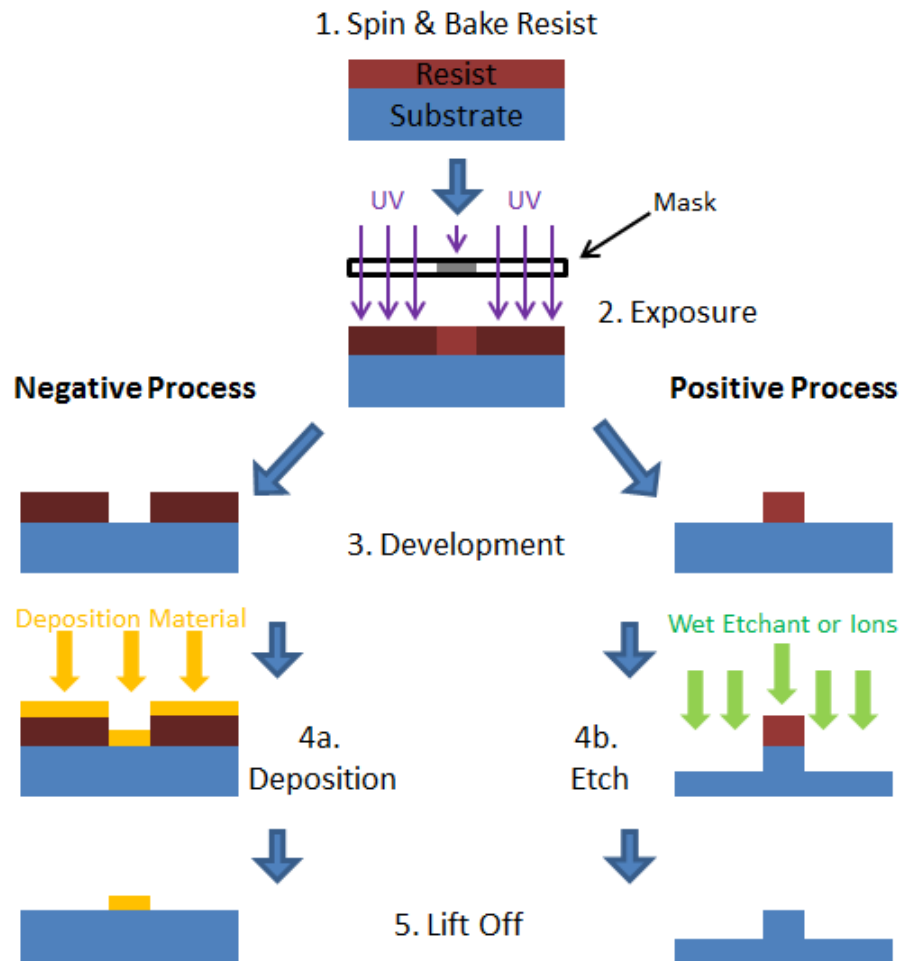 1. Spin & Bake Resist
Resist
Substrate
UV
UV
Mask
2. Exposure
Negative Process
Positive Process
3. Development
Deposition Material
Wet Etchant or Ions
4a.
Deposition
4b.
Etch
5. Lift Off